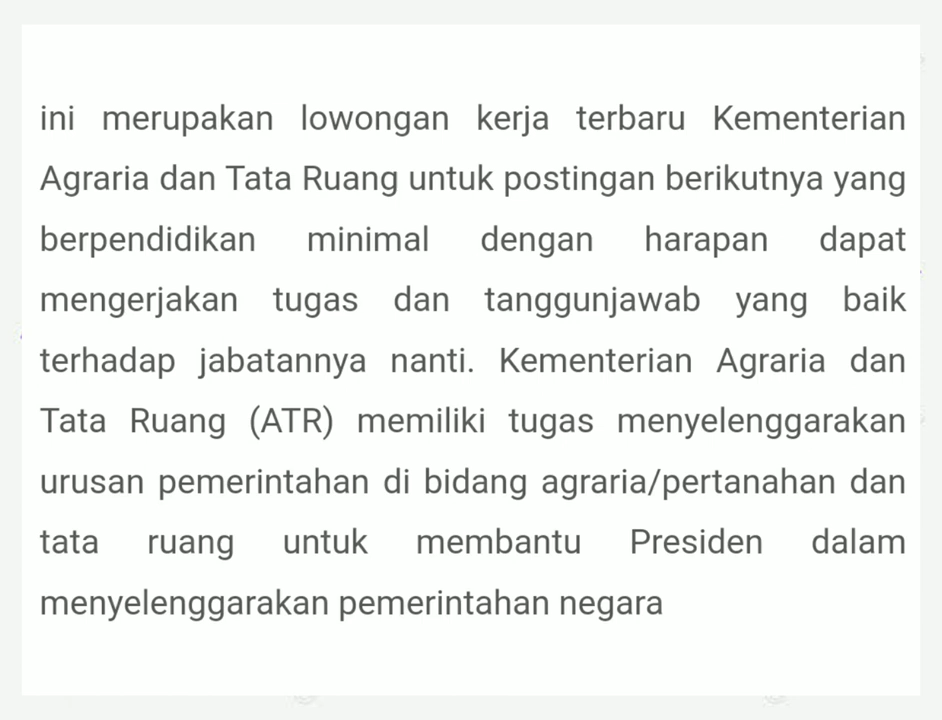 ini merupakan lowongan kerja terbaru Kementerian
Agraria dan Tata Ruang untuk postingan berikutnya yang
berpendidikan minimal dengan harapan dapat
mengerjakan tugas dan tanggunjawab yang baik
terhadap jabatannya nanti. Kementerian Agraria dan
Tata Ruang (ATR) memiliki tugas menyelenggarakan
urusan pemerintahan di bidang agraria/pertanahan dan
tata ruang untuk membantu Presiden dalam
menyelenggarakan pemerintahan negara